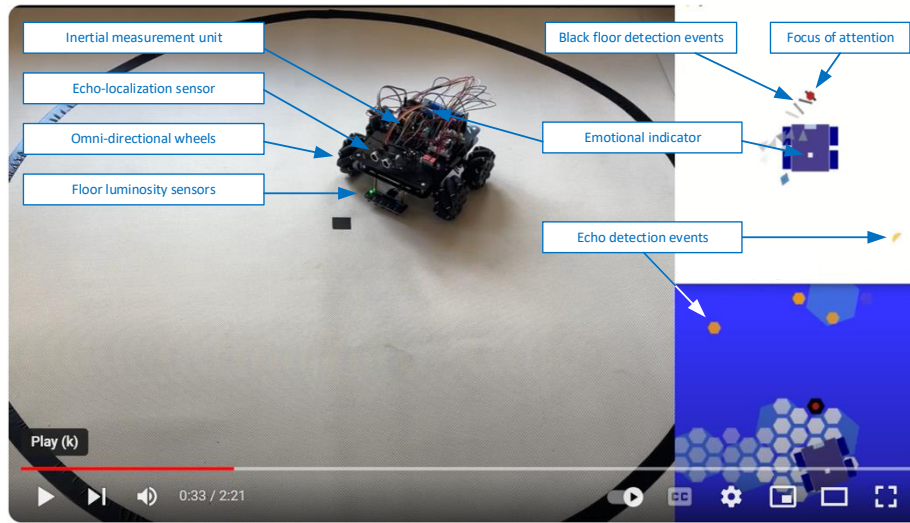 Inertial measurement unit
Black floor detection events
Focus of attention
Echo-localization sensor
Omni-directional wheels
Emotional indicator
Floor luminosity sensors
Echo detection events
Play (k)
0:33 / 2:21
CC